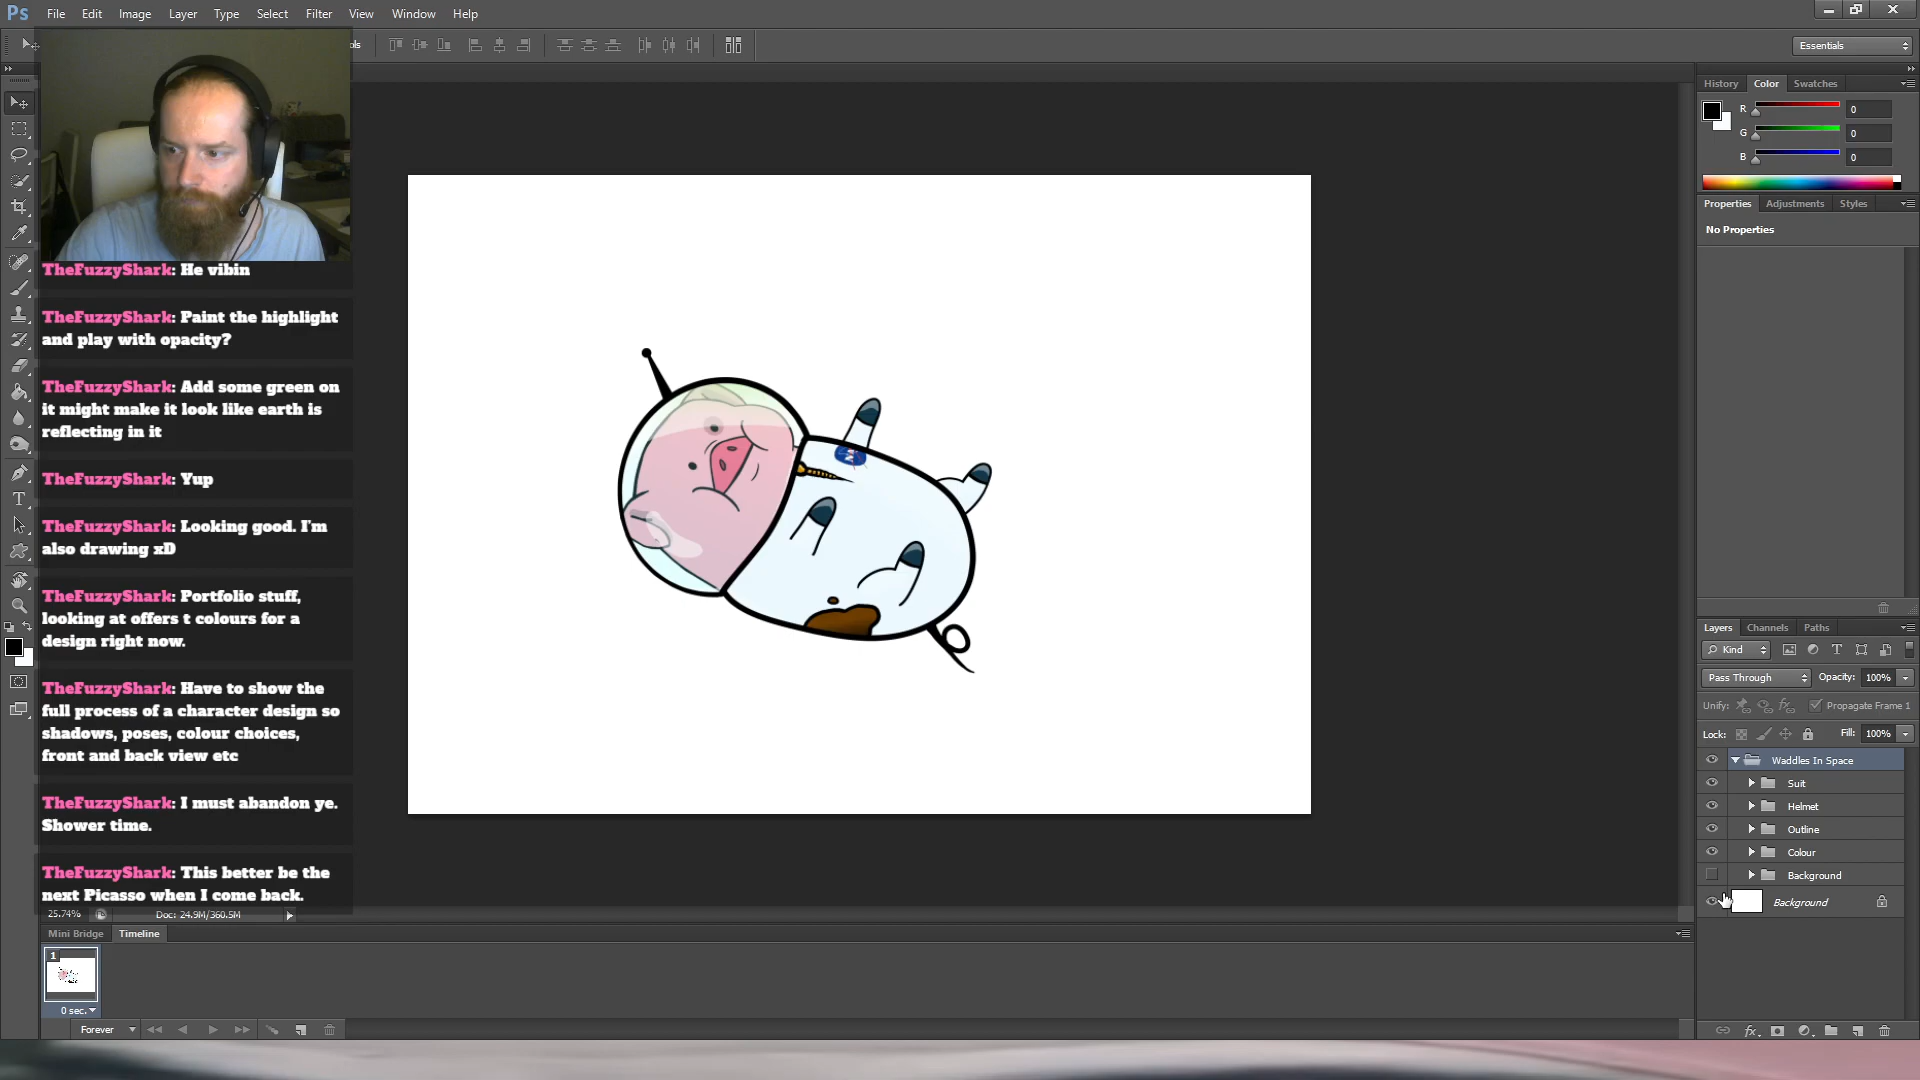 Ps File Edit Image Layer Type Select Filter View Window Help
ols
Essentials
TheFuzzyShark: He vibin
TheFuzzyShark: Paint the highlight
and play with opacity?
TheFuzzyShark: Add some green on
it might make it look like earth is
reflecting in it
TheFuzzyShark: Yup
TheFuzzyShark: Looking good. I'm
also drawing xD
TheFuzzyShark: Portfolio stuff,
looking at offers t colours for a
design right now.
TheFuzzyShark: Have to show the
full process of a character design so
shadows, poses, colour choices,
front and back view etc
TheFuzzyShark: I must abandon ye.
Shower time.
TheFuzzyShark: This better be the
next Picasso when I come back.
25.74% Doc: 24.9M/360.5M
Mini Bridge Timeline
1
0 sec.
Forever
History Color Swatches
R 0
G 0
B 0
Properties Adjustments Styles
No Properties
Layers Channels Paths
Kind
Pass Through Opacity: 100%
Unify: Propagate Frame 1
Lock: Fill: 100%
Waddles In Space
Suit
Helmet
Outline
Colour
Background
Background